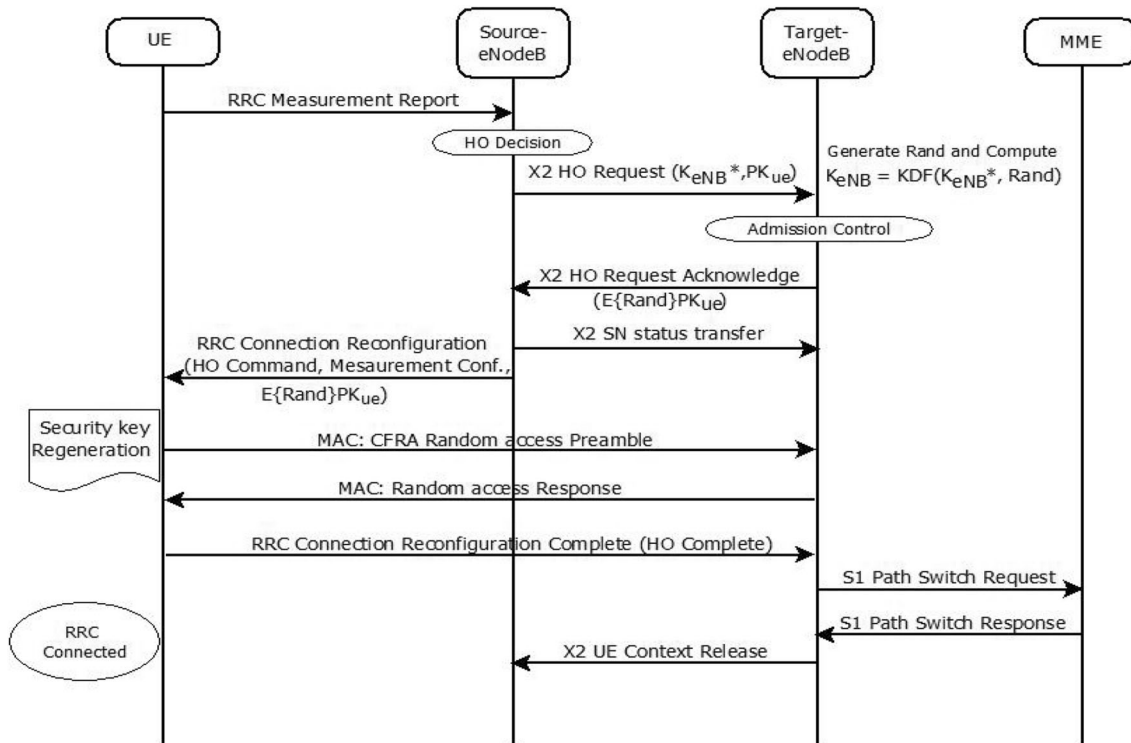 UE
Source-
eNodeB
Target-
eNodeB
MME
RRC Measurement Report
HO Decision
X2 HO Request (KeNB*,PKue)
Generate Rand and Compute
KeNB = KDF(KeNB*, Rand)
Admission Control
X2 HO Request Acknowledge
(E{Rand}PKue)
X2 SN status transfer
RRC Connection Reconfiguration
(HO Command, Mesaurement Conf.,
E{Rand}PKue)
Security key
Regeneration
MAC: CFRA Random access Preamble
MAC: Random access Response
RRC Connection Reconfiguration Complete (HO Complete)
S1 Path Switch Request
S1 Path Switch Response
RRC
Connected
X2 UE Context Release